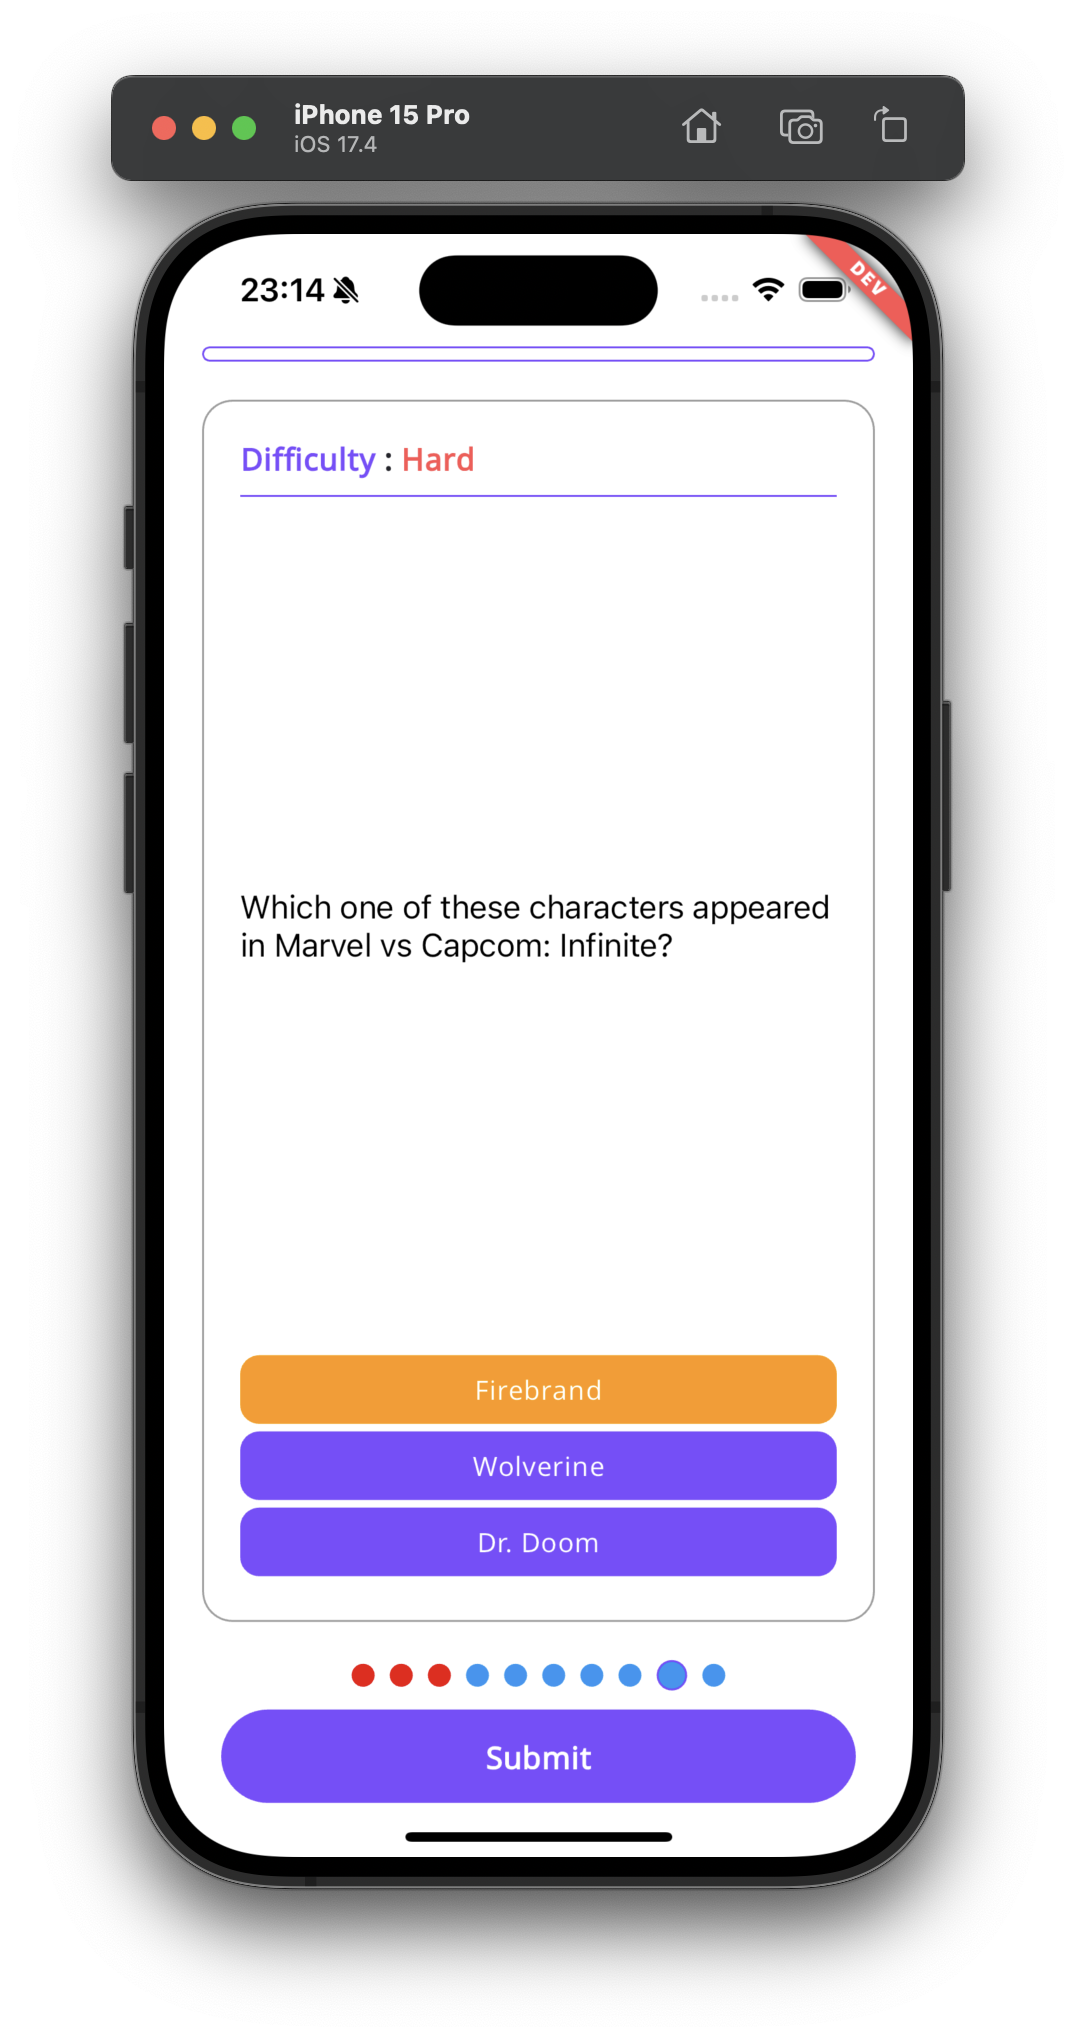 iPhone 15 Pro
iOS 17.4
23:14
DEV
Difficulty : Hard
Which one of these characters appeared
in Marvel vs Capcom: Infinite?
Firebrand
Wolverine
Dr. Doom
Submit